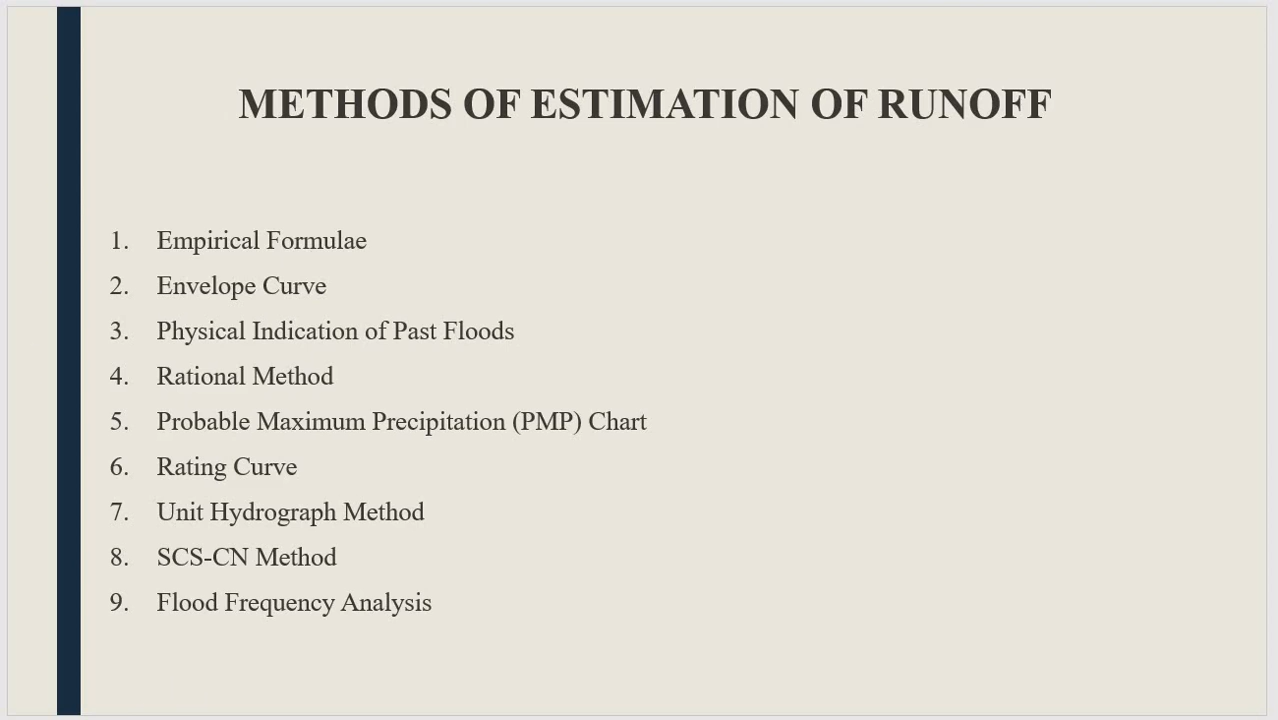 METHODS OF ESTIMATION OF RUNOFF
1. Empirical Formulae
2. Envelope Curve
3. Physical Indication of Past Floods
4. Rational Method
5. Probable Maximum Precipitation (PMP) Chart
6. Rating Curve
7. Unit Hydrograph Method
8. SCS-CN Method
9. Flood Frequency Analysis